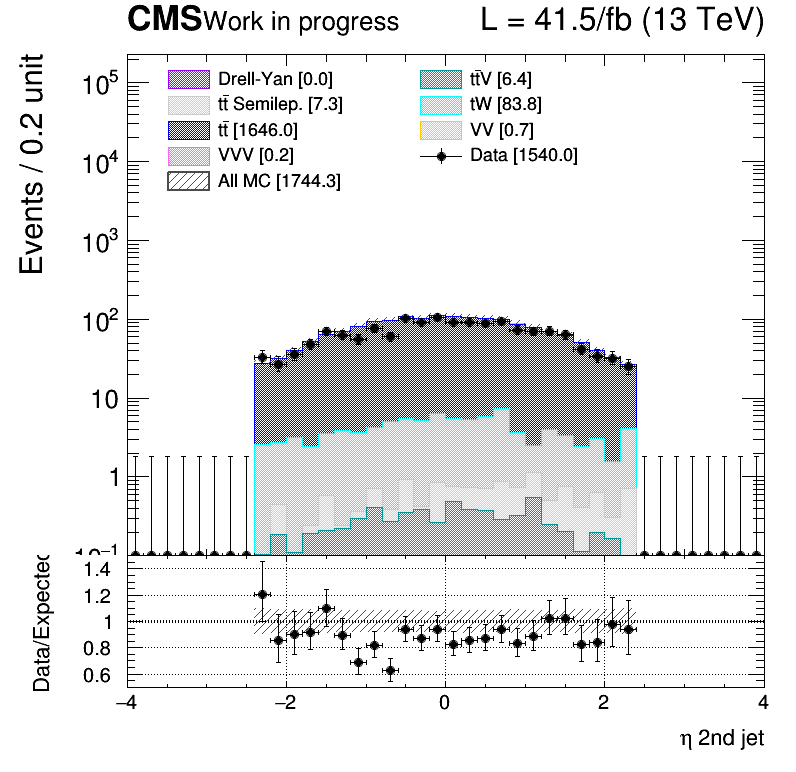 CMS Work in progress L = 41.5/fb (13 TeV)
Events / 0.2 unit
Drell-Yan [0.0]
tt̄ Semilep. [7.3]
tt̄ [1646.0]
VVV [0.2]
All MC [1744.3]
tt̄V [6.4]
tW [83.8]
VV [0.7]
Data [1540.0]
10⁵
10⁴
10³
10²
10
1
10⁻¹
Data/Expected
1.4
1.2
1
0.8
0.6
−4 −2 0 2 4
η 2nd jet